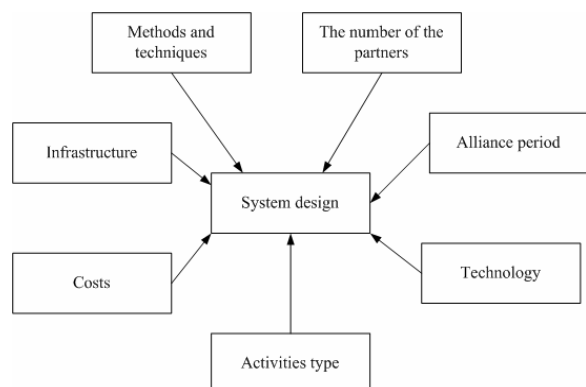 Methods and
techniques
The number of the
partners
Infrastructure
Alliance period
System design
Costs
Technology
Activities type